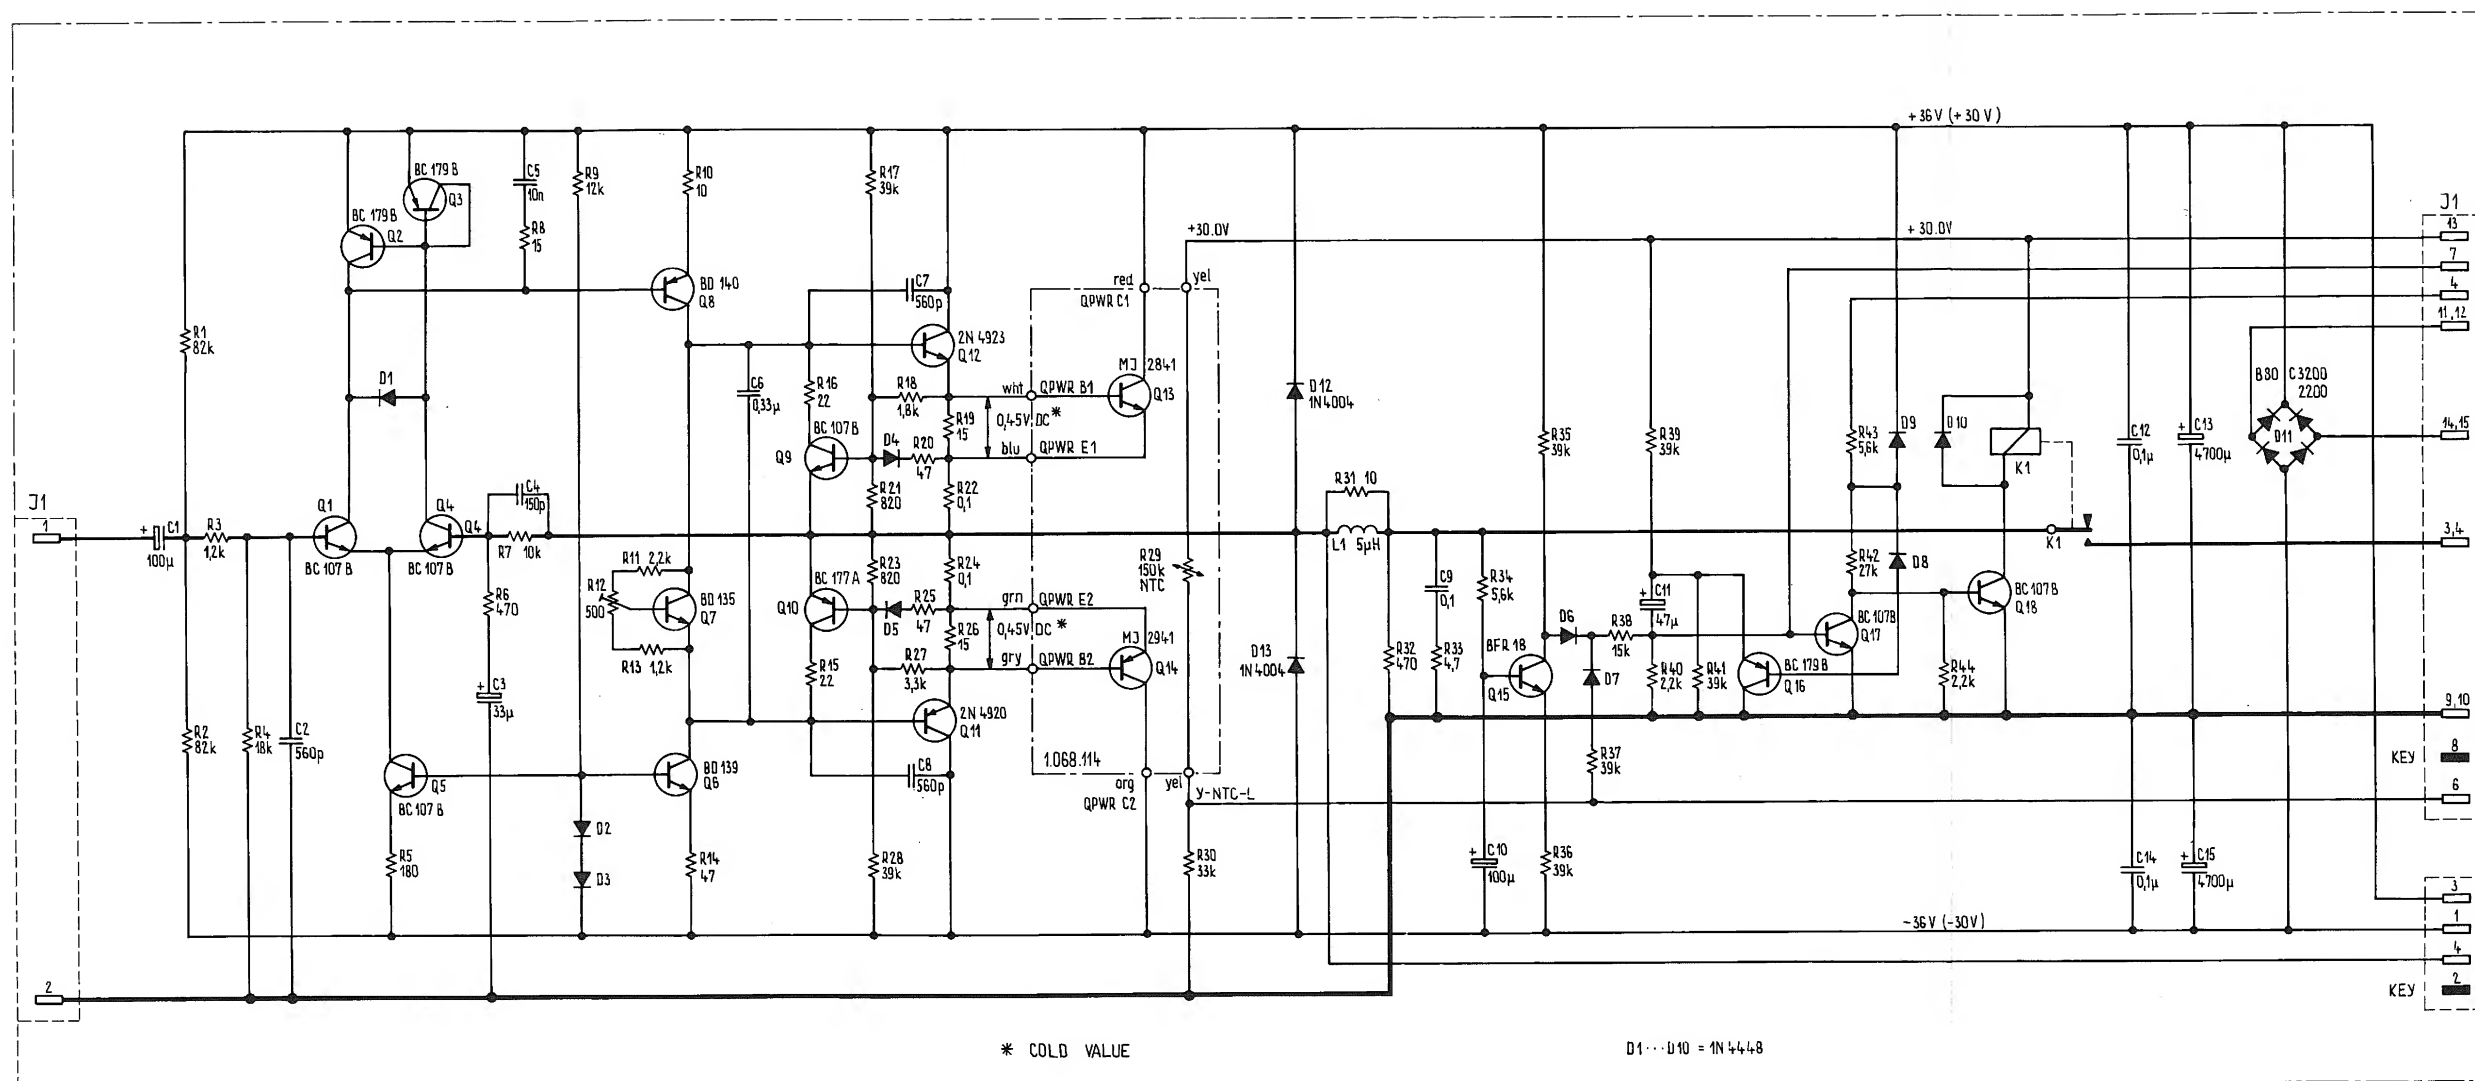 +36V (+30V)
BC 179 B
Q3
C5
10n
R9
12k
R10
10
R17
39k
J1
13
BC 179 B
Q2
R8
15
+30.0V
+30.0V
7
BD 140
Q8
C7
560p
red
yel
QPWR C1
4
11,12
R1
82k
2N 4923
Q12
MJ 2841
Q13
B80 C3200
2200
D1
C6
0,33µ
R16
22
R18
1,8k
wht
QPWR B1
0,45V DC *
D12
1N4004
BC 107 B
Q9
D4
R20
47
R19
15
blu
QPWR E1
R35
39k
R39
39k
R43
5,6k
D9
D10
K1
C12
0,1µ
C13
4700µ
D11
14,15
R21
820
R22
0,1
R31 10
J1
1
+
C1
100µ
R3
1,2k
Q1
BC 107 B
Q4
Q4
BC 107 B
C4
150p
R7
10k
L1 5µH
K1
3,4
R11 2,2k
R12
500
BD 135
Q7
R13 1,2k
R6
470
BC 177 A
Q10
R23
820
R24
0,1
D5
R25
47
R26
15
grn
QPWR E2
0,45V DC *
R29
150k
NTC
C9
0,1
R34
5,6k
D6
R38
15k
+
C11
47µ
R42
27k
D8
BC 107B
Q17
BC 107B
Q18
R15
22
R27
3,3k
gry
QPWR B2
MJ 2941
Q14
D13
1N4004
R32
470
R33
4,7
BFR 18
Q15
D7
R40
2,2k
R41
39k
BC 179 B
Q16
R44
2,2k
+
C3
33µ
2N 4920
Q11
9,10
R2
82k
R4
18k
C2
560p
Q5
BC 107 B
BD 139
Q6
C8
560p
1.068.114
org
QPWR C2
yel
Y-NTC-L
R37
39k
KEY
8
6
D2
D3
R5
180
R14
47
R28
39k
R30
33k
+
C10
100µ
R36
39k
C14
0,1µ
+
C15
4700µ
3
-36V (-30V)
1
4
2
KEY
2
* COLD VALUE
D1···D10 = 1N 4448